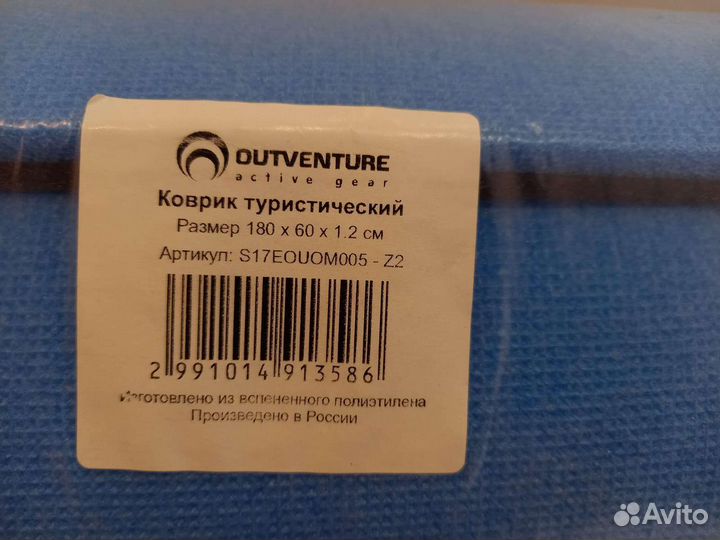 OUTVENTURE
active gear
Коврик туристический
Размер 180 x 60 x 1.2 см
Артикул: S17EOUOM005 - Z2
2 991014 913586
Изготовлено из вспененного полиэтилена
Произведено в России
Avito